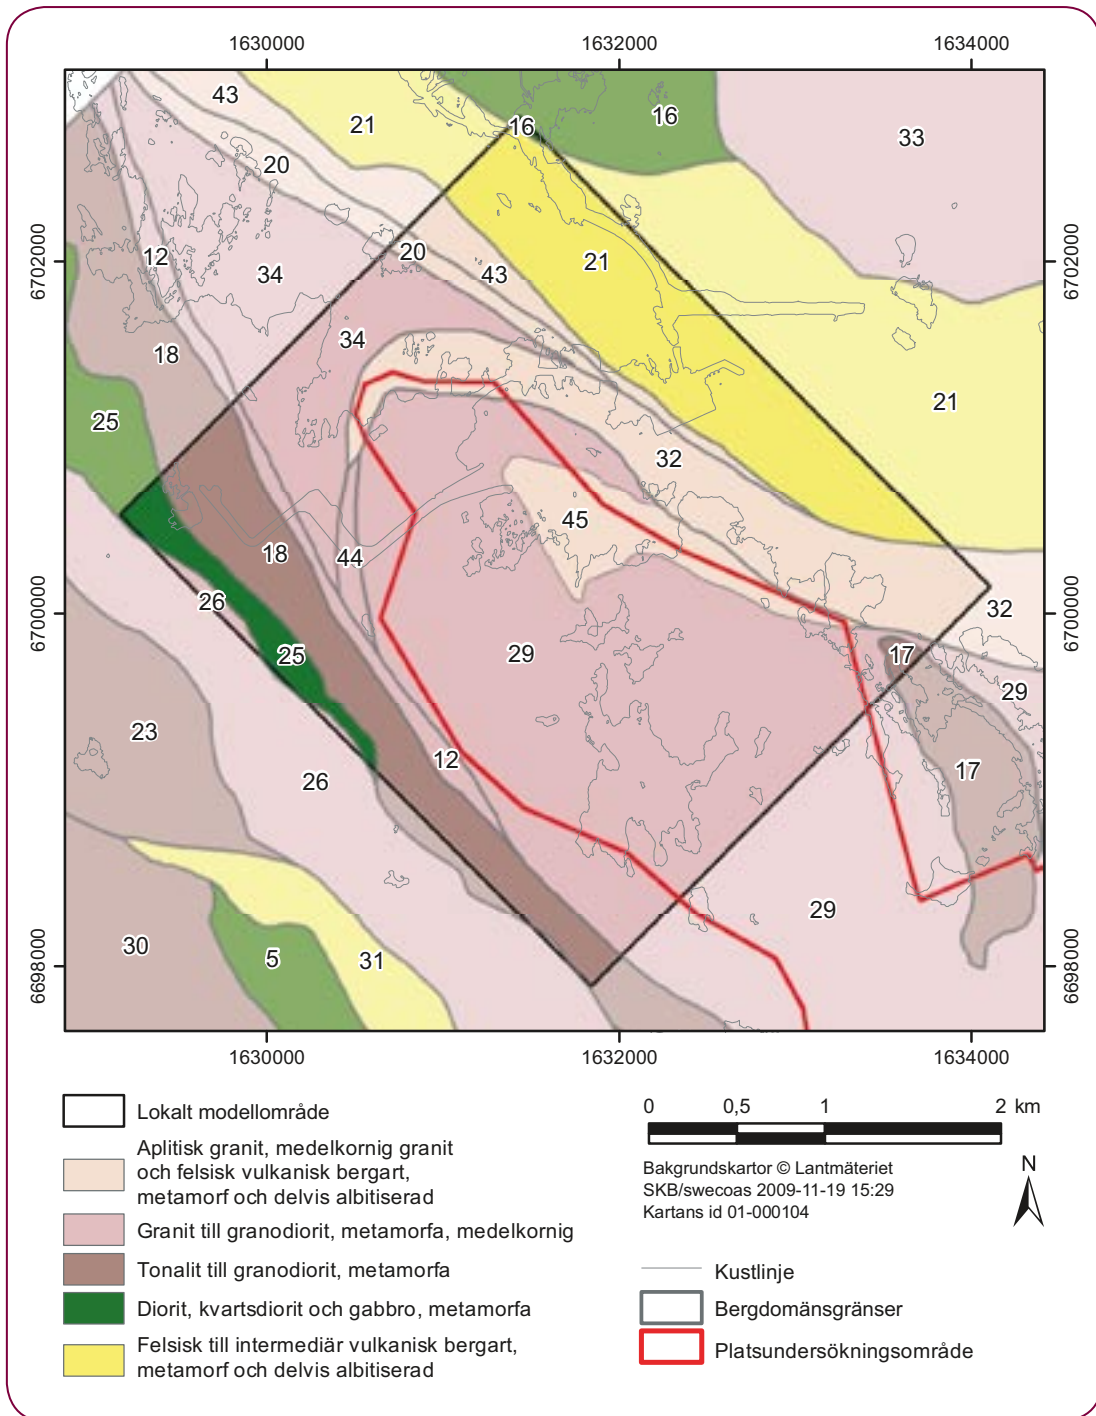 1630000 1632000 1634000
43
21
16
16
33
20
12
34
20
43
21
6702000
6702000
34
18
25
21
32
45
18
44
26
25
29
17
32
29
6700000
6700000
23
26
12
17
29
30
5
31
6698000
6698000
1630000 1632000 1634000
Lokalt modellområde
Aplitisk granit, medelkornig granit
och felsisk vulkanisk bergart,
metamorf och delvis albitiserad
Granit till granodiorit, metamorfa, medelkornig
Tonalit till granodiorit, metamorfa
Diorit, kvartsdiorit och gabbro, metamorfa
Felsisk till intermediär vulkanisk bergart,
metamorf och delvis albitiserad
0 0,5 1 2 km
Bakgrundskartor © Lantmäteriet
SKB/swecoas 2009-11-19 15:29
Kartans id 01-000104
N
Kustlinje
Bergdomänsgränser
Platsundersökningsområde